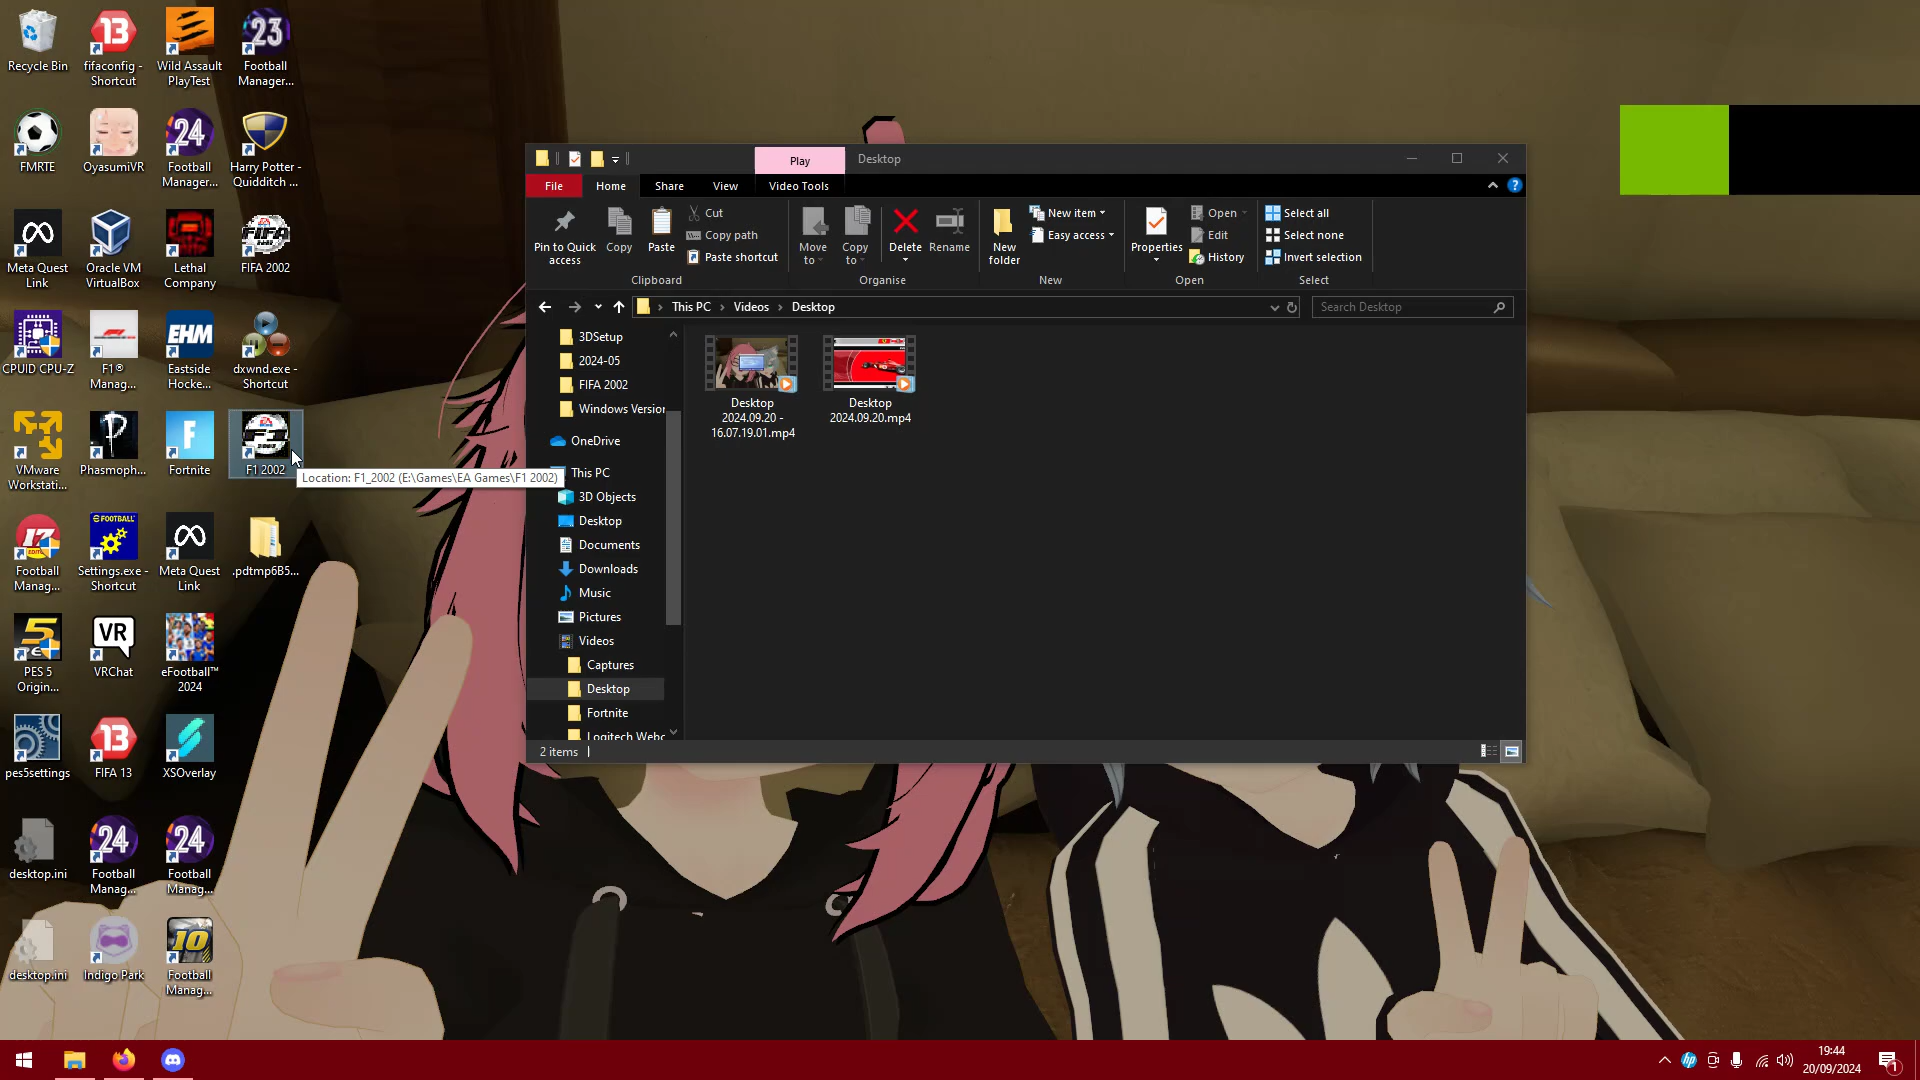 Recycle Bin
fifaconfig -
Shortcut
Wild Assault
PlayTest
Football
Manager...
FMRTE
OyasumiVR
Football
Manager...
Harry Potter -
Quidditch ...
Meta Quest
Link
Oracle VM
VirtualBox
Lethal
Company
FIFA 2002
CPUID CPU-Z
F1®
Manag...
Eastside
Hocke...
dxwnd.exe -
Shortcut
VMware
Workstati...
Phasmoph...
Fortnite
F1 2002
Location: F1_2002 (E:\Games\EA Games\F1 2002)
Football
Manag...
Settings.exe -
Shortcut
Meta Quest
Link
.pdtmp6B5...
PES 5
Origin...
VRChat
eFootball™
2024
pes5settings
FIFA 13
XSOverlay
desktop.ini
Football
Manag...
Football
Manag...
desktop.ini
Indigo Park
Football
Manag...
Play
Desktop
File
Home
Share
View
Video Tools
Pin to Quick
access
Copy
Paste
Cut
Copy path
Paste shortcut
Clipboard
Move
to
Copy
to
Delete
Rename
Organise
New
folder
New item
Easy access
New
Properties
Open
Edit
History
Open
Select all
Select none
Invert selection
Select
This PC > Videos > Desktop
Search Desktop
3DSetup
2024-05
FIFA 2002
Windows Version
OneDrive
This PC
3D Objects
Desktop
Documents
Downloads
Music
Pictures
Videos
Captures
Desktop
Fortnite
Logitech Webc
Desktop
2024.09.20 -
16.07.19.01.mp4
Desktop
2024.09.20.mp4
2 items
19:44
20/09/2024